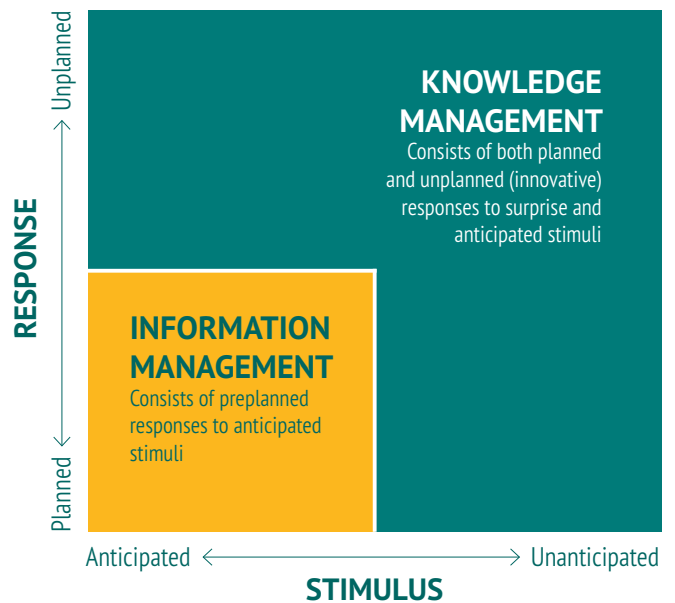 Unplanned
RESPONSE
Planned
KNOWLEDGE
MANAGEMENT
Consists of both planned
and unplanned (innovative)
responses to surprise and
anticipated stimuli
INFORMATION
MANAGEMENT
Consists of preplanned
responses to anticipated
stimuli
Anticipated
Unanticipated
STIMULUS